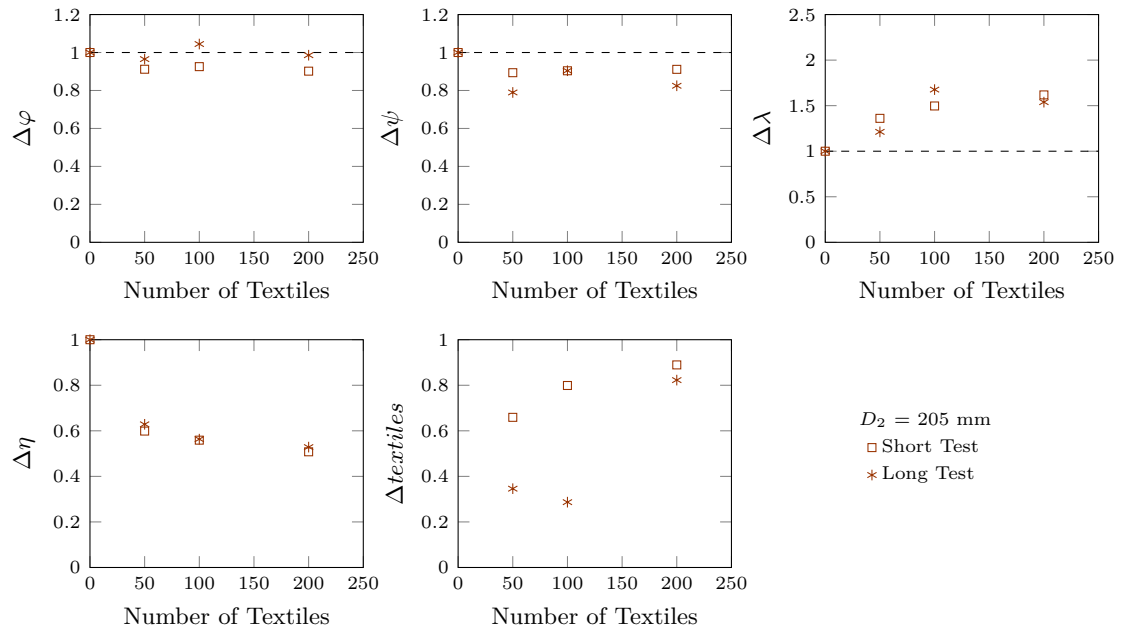 1.2
1
0.8
0.6
0.4
0.2
0
0 50 100 150 200 250
Number of Textiles
Δφ
1.2
1
0.8
0.6
0.4
0.2
0
0 50 100 150 200 250
Number of Textiles
Δψ
2.5
2
1.5
1
0.5
0
0 50 100 150 200 250
Number of Textiles
Δλ
1
0.8
0.6
0.4
0.2
0
0 50 100 150 200 250
Number of Textiles
Δη
1
0.8
0.6
0.4
0.2
0
0 50 100 150 200 250
Number of Textiles
Δtextiles
D₂ = 205 mm
Short Test
Long Test